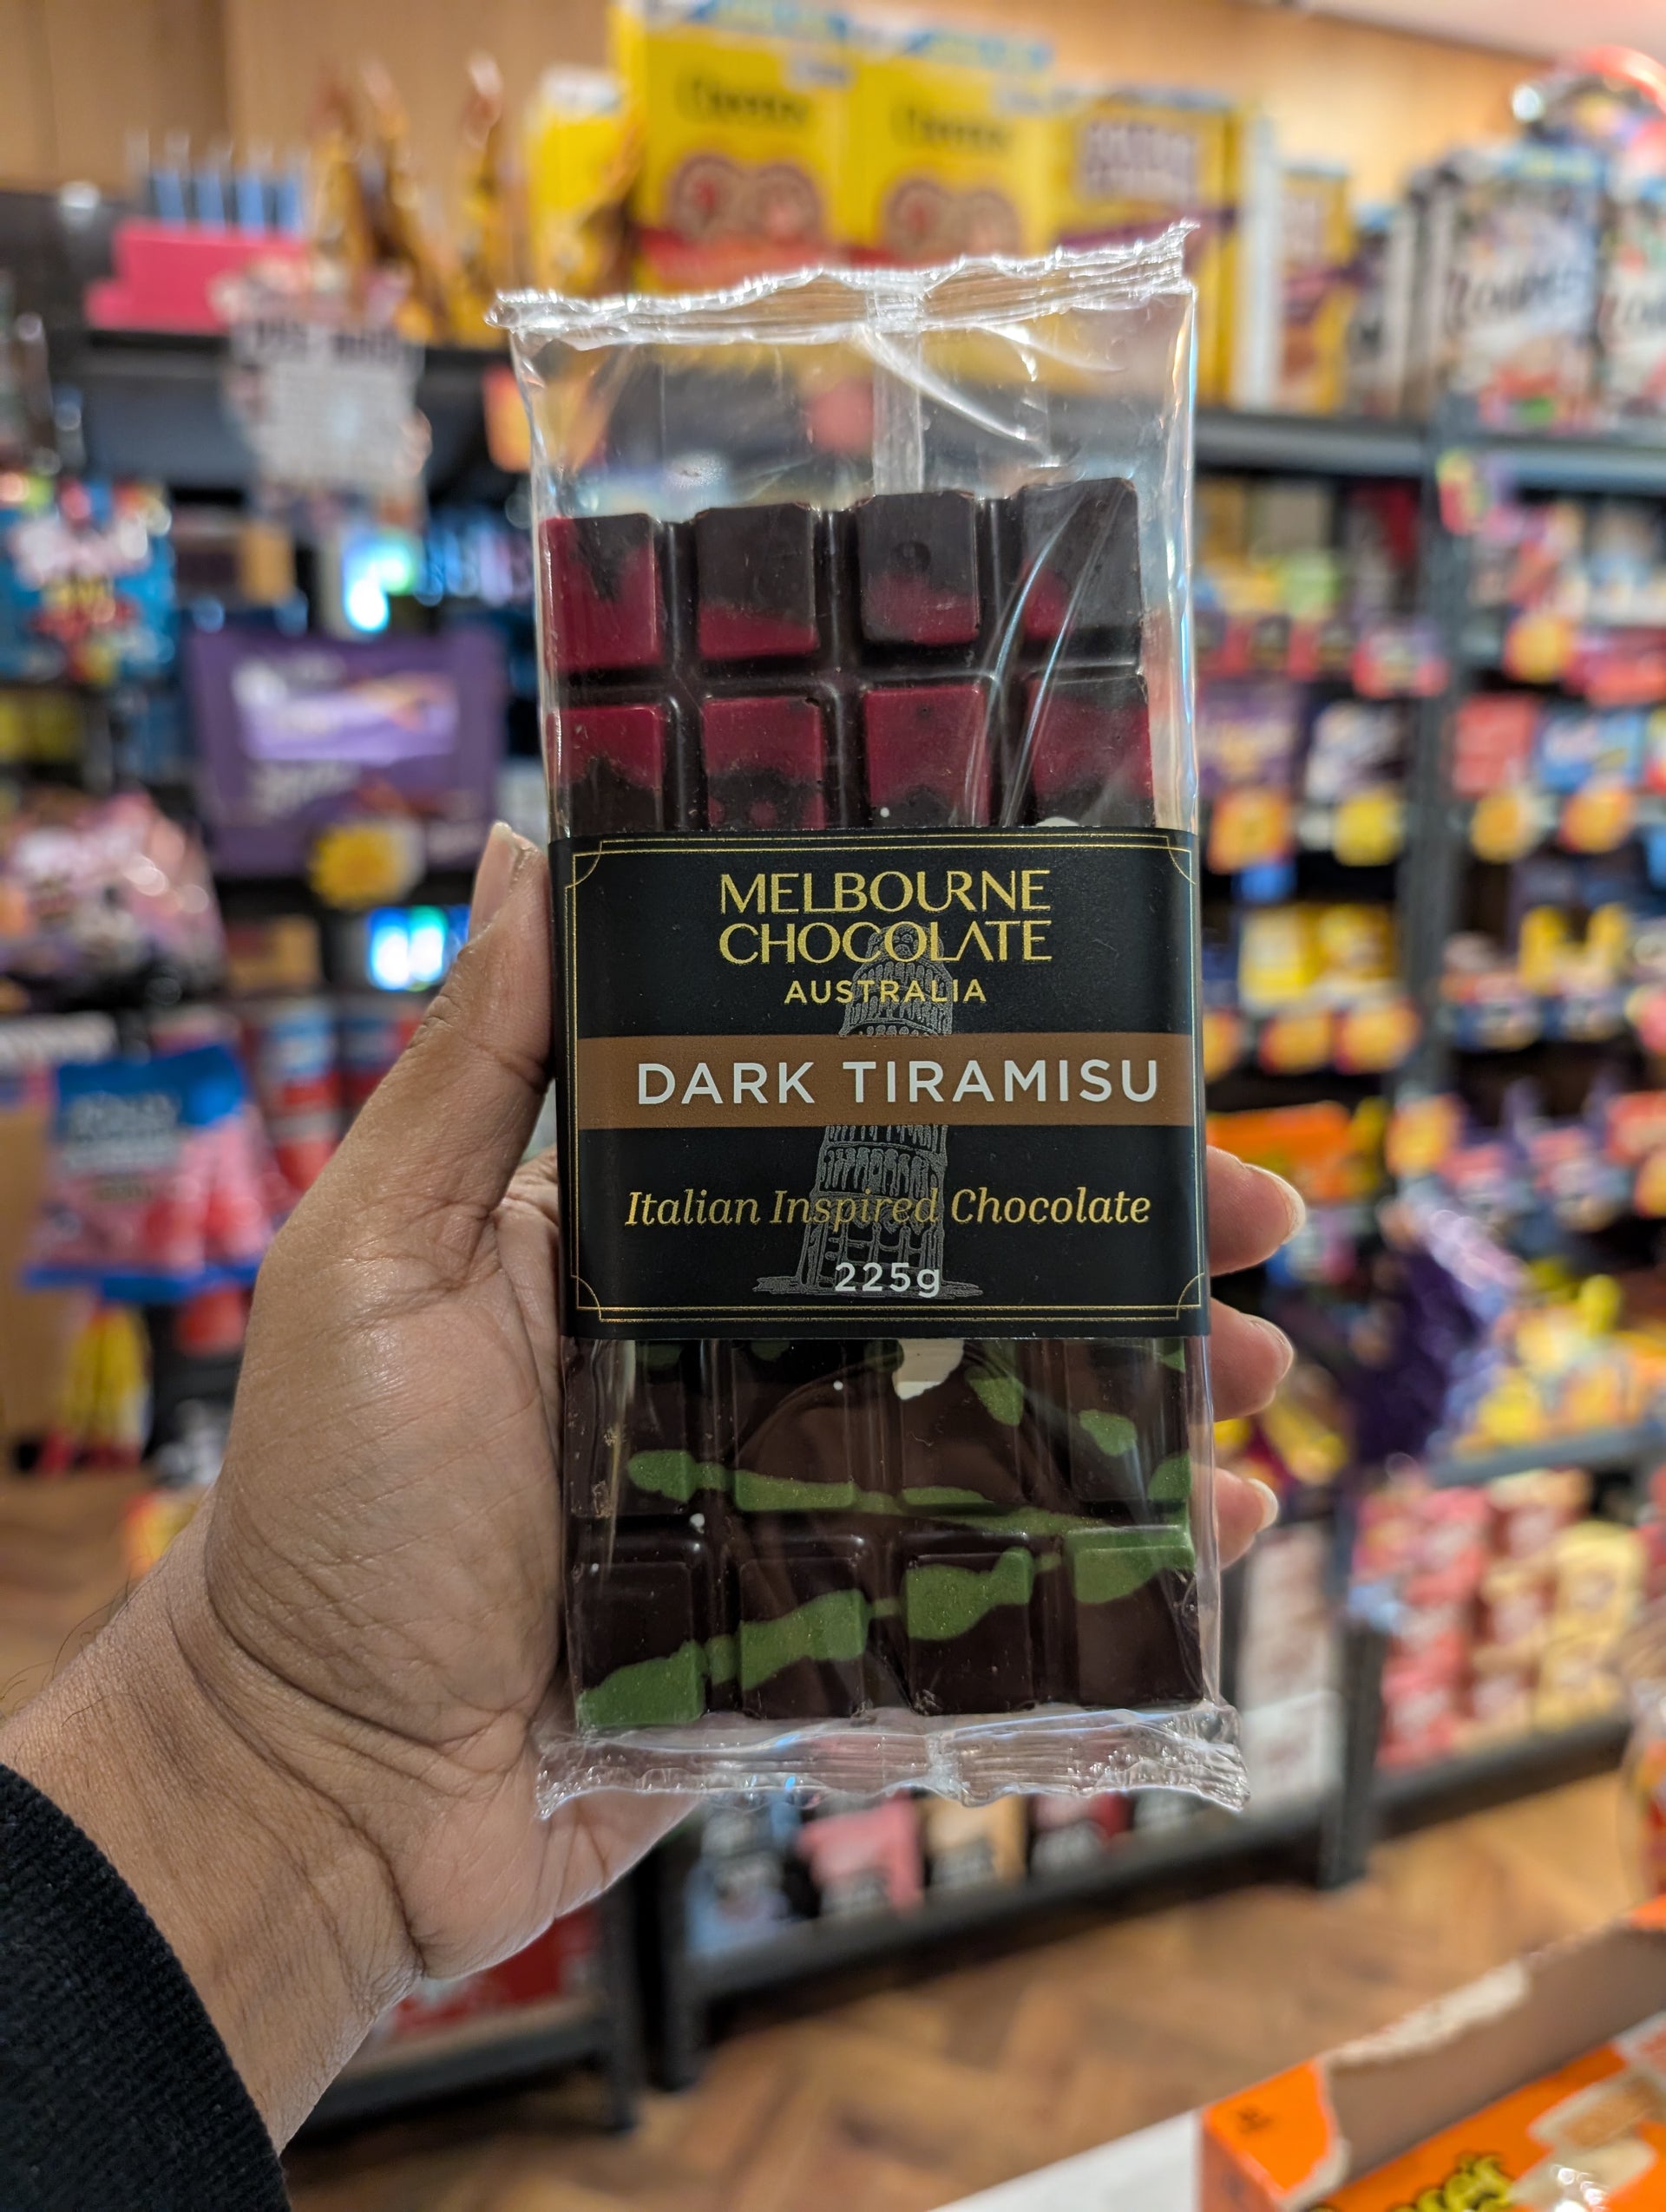 MELBOURNE
CHOCOLATE
AUSTRALIA
DARK TIRAMISU
Italian Inspired Chocolate
225g